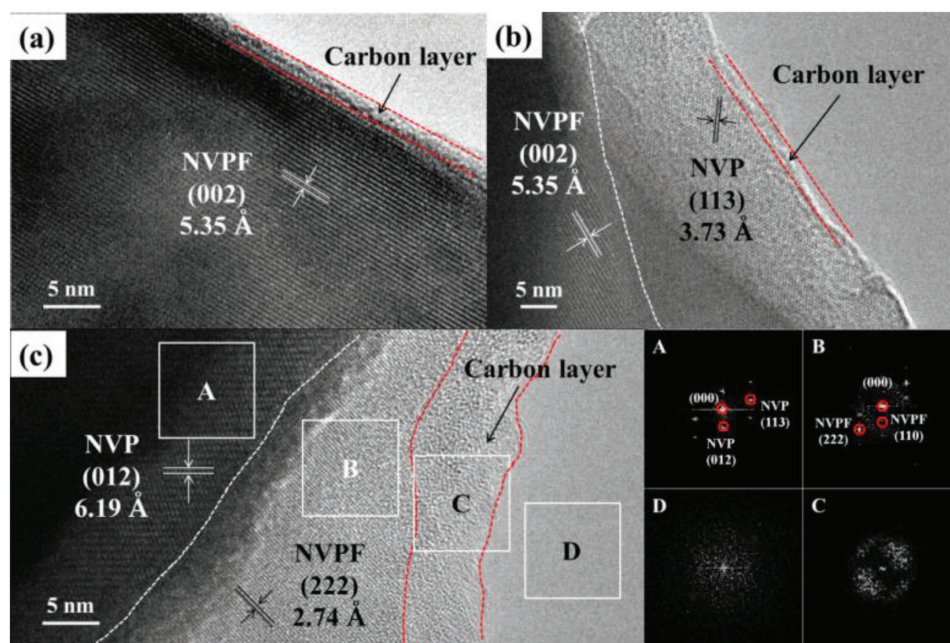 (a)
Carbon layer
NVPF
(002)
5.35 Å
5 nm
(b)
Carbon layer
NVPF
(002)
5.35 Å
NVP
(113)
3.73 Å
5 nm
(c)
A
Carbon layer
NVP
(012)
6.19 Å
B
C
D
NVPF
(222)
2.74 Å
5 nm
A
(000)
NVP
(113)
NVP
(012)
B
(000)
NVPF
(222)
NVPF
(110)
D
C